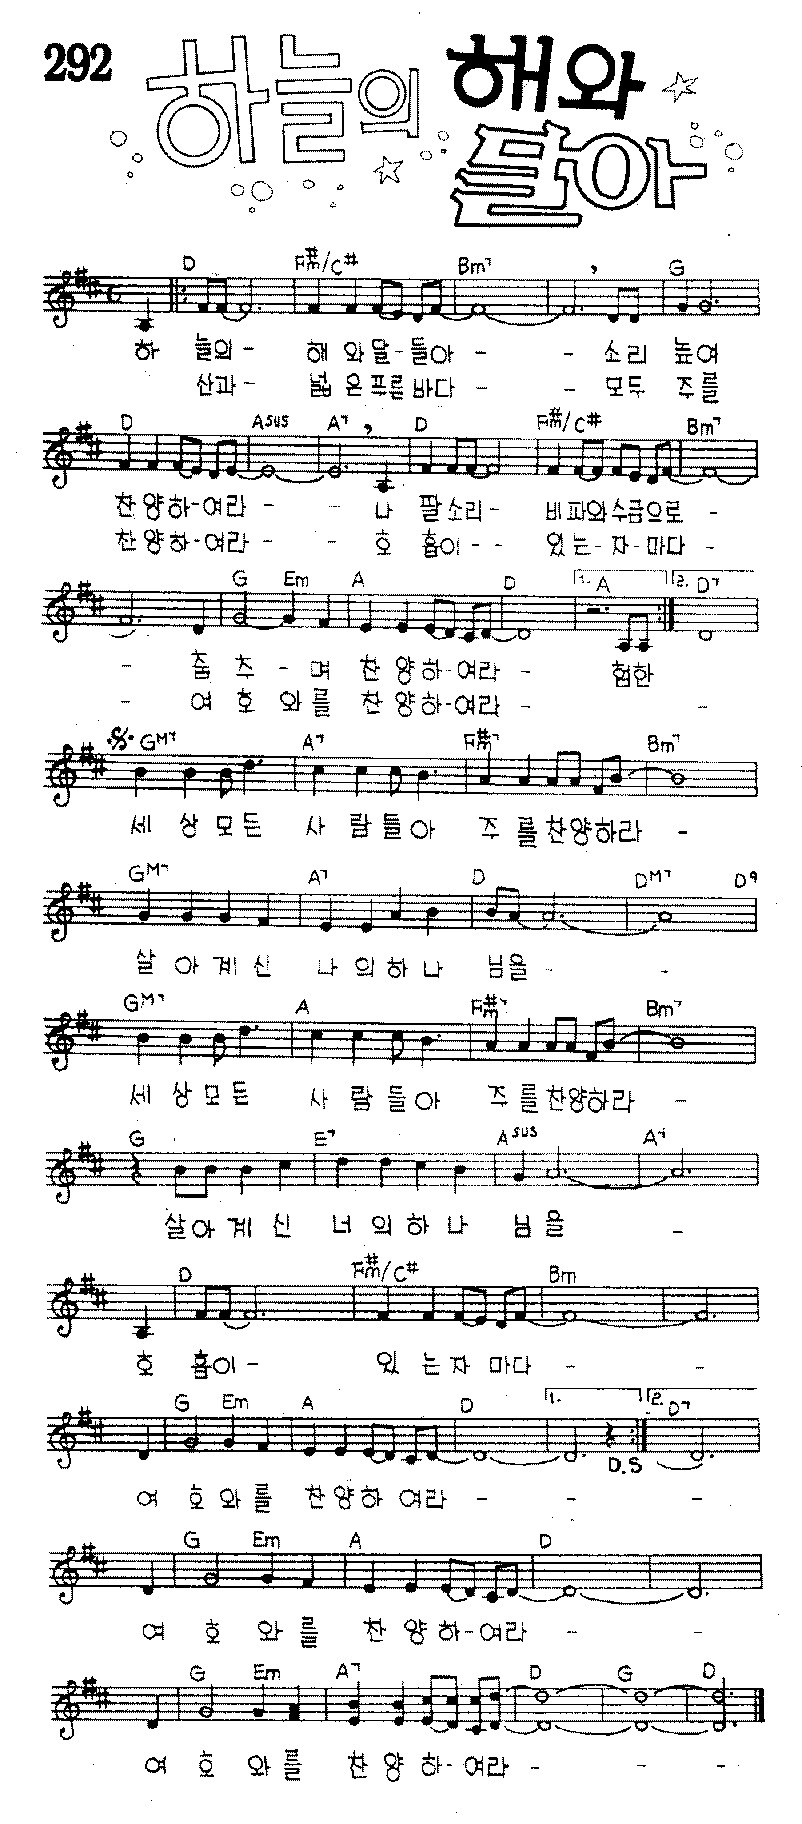 292
하늘의 해와
달아
D F#m/C# Bm7 G
하 늘의 - 해 와 달 - 들아 - - 소리 높여
산과 - 넓 은 푸른 바다 - - 모두 주를
D Asus A7 D F#m/C# Bm7
찬양하-여라 - - 나 팔소리 - 비파와수금으로 -
찬양하-여라 - - 호 흡이 - - 있는-자-마다 -
G Em A D 1. A 2. D7
- 춤 추 - 며 찬 양하-여라 - 험한
- 여 호 와 를 찬 양하-여라 - -
GM7 A7 F#m7 Bm7
세 상 모 든 사 람 들 아 주 를찬양하라 -
GM7 A7 D DM7 D9
살 아 계 신 나 의 하 나 님을 - -
GM7 A F#m7 Bm7
세 상 모 든 사 람 들 아 주 를찬양하라 -
G E7 Asus A7
살아 계 신 너 의 하 나 님 을 -
D F#m/C# Bm
호 흡이 - 있 는 자 마다 - -
G Em A D 1. 2. D7
D.S
여 호 와 를 찬 양 하 여라 - - -
G Em A D
여 호 와 를 찬 양 하-여라 - -
G Em A7 D G D
여 호 와 를 찬 양 하-여라 - - -